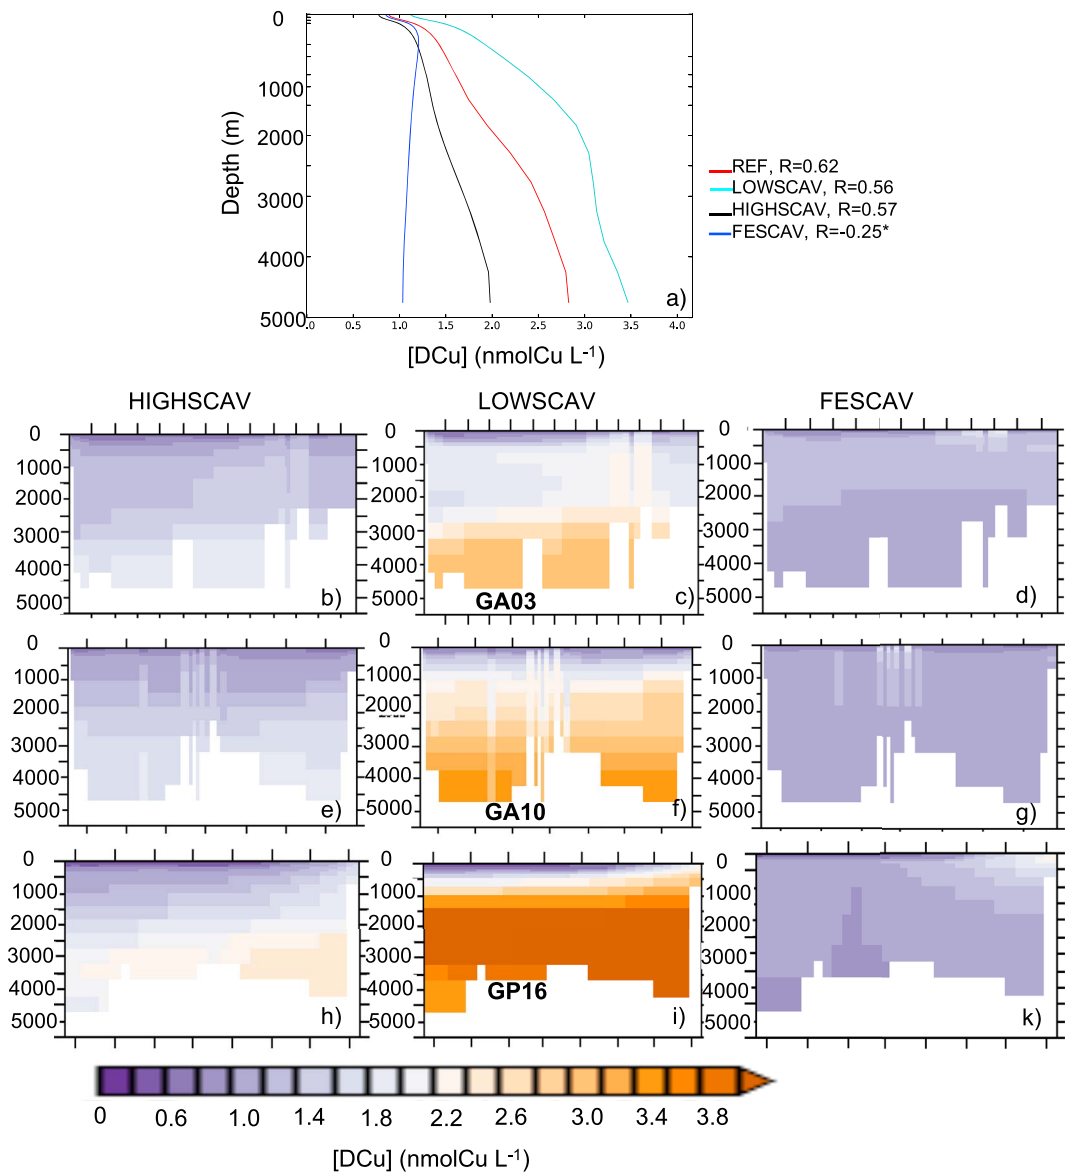 0
1000
2000
3000
4000
5000
Depth (m)
a)
.0 0.5 1.0 1.5 2.0 2.5 3.0 3.5 4.0
[DCu] (nmolCu L-1)
REF, R=0.62
LOWSCAV, R=0.56
HIGHSCAV, R=0.57
FESCAV, R=-0.25*
HIGHSCAV LOWSCAV FESCAV
0
1000
2000
3000
4000
5000
b)
0
1000
2000
3000
4000
5000
GA03
c)
0
1000
2000
3000
4000
5000
d)
0
1000
2000
3000
4000
5000
e)
0
1000
2000
3000
4000
5000
GA10
f)
0
1000
2000
3000
4000
5000
g)
0
1000
2000
3000
4000
5000
h)
0
1000
2000
3000
4000
5000
GP16
i)
0
1000
2000
3000
4000
5000
k)
0 0.6 1.0 1.4 1.8 2.2 2.6 3.0 3.4 3.8
[DCu] (nmolCu L-1)